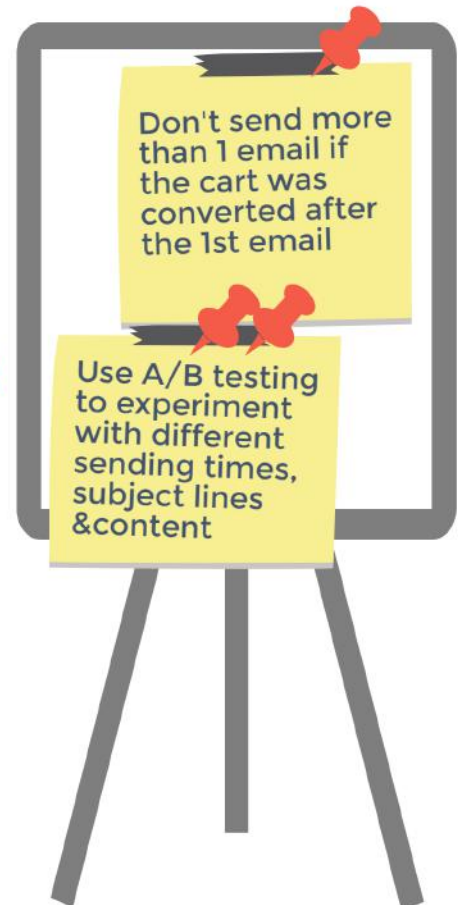 Don't send more
than 1 email if
the cart was
converted after
the 1st email
Use A/B testing
to experiment
with different
sending times,
subject lines
&content